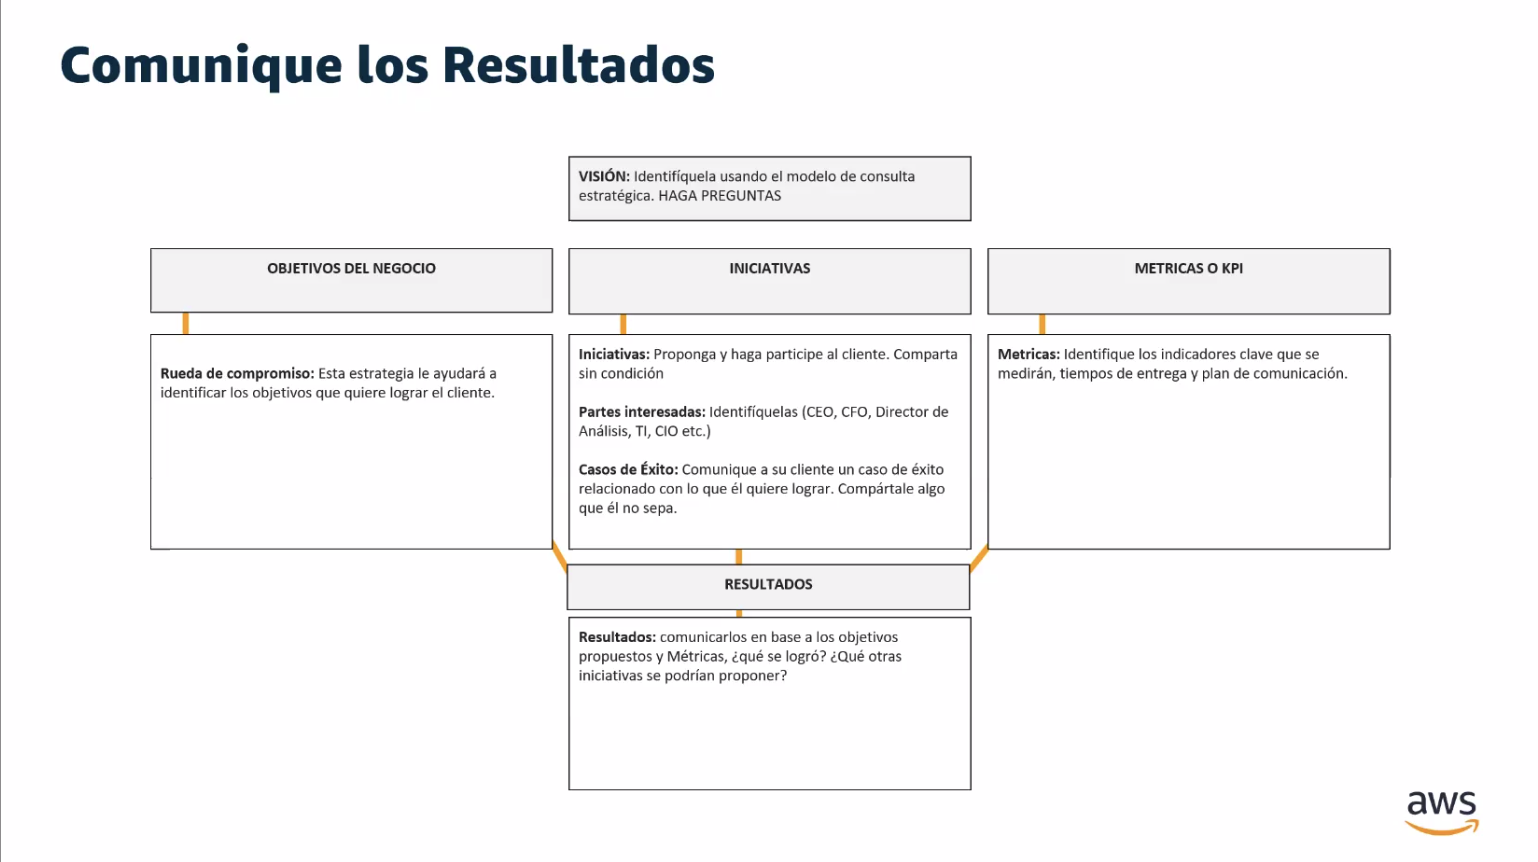 Comunique los Resultados
VISIÓN: Identifíquela usando el modelo de consulta
estratégica. HAGA PREGUNTAS
OBJETIVOS DEL NEGOCIO
INICIATIVAS
METRICAS O KPI
Rueda de compromiso: Esta estrategia le ayudará a
identificar los objetivos que quiere lograr el cliente.
Iniciativas: Proponga y haga participe al cliente. Comparta
sin condición
Partes interesadas: Identifíquelas (CEO, CFO, Director de
Análisis, TI, CIO etc.)
Casos de Éxito: Comunique a su cliente un caso de éxito
relacionado con lo que él quiere lograr. Compártale algo
que él no sepa.
Metricas: Identifique los indicadores clave que se
medirán, tiempos de entrega y plan de comunicación.
RESULTADOS
Resultados: comunicarlos en base a los objetivos
propuestos y Métricas, ¿qué se logró? ¿Qué otras
iniciativas se podrían proponer?
aws